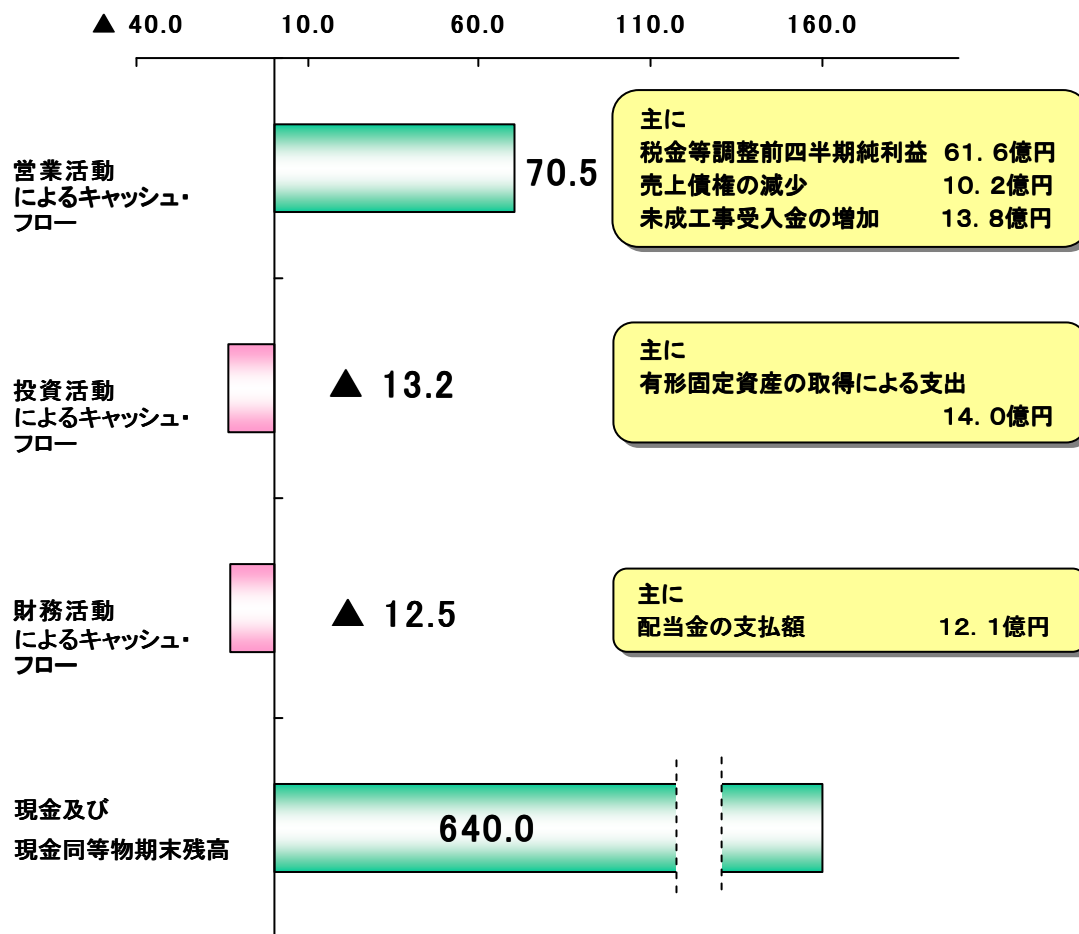 ▲ 40.0 10.0 60.0 110.0 160.0
営業活動
によるキャッシュ・
フロー
70.5
主に
税金等調整前四半期純利益 61.6億円
売上債権の減少 10.2億円
未成工事受入金の増加 13.8億円
投資活動
によるキャッシュ・
フロー
▲ 13.2
主に
有形固定資産の取得による支出
14.0億円
財務活動
によるキャッシュ・
フロー
▲ 12.5
主に
配当金の支払額 12.1億円
現金及び
現金同等物期末残高
640.0